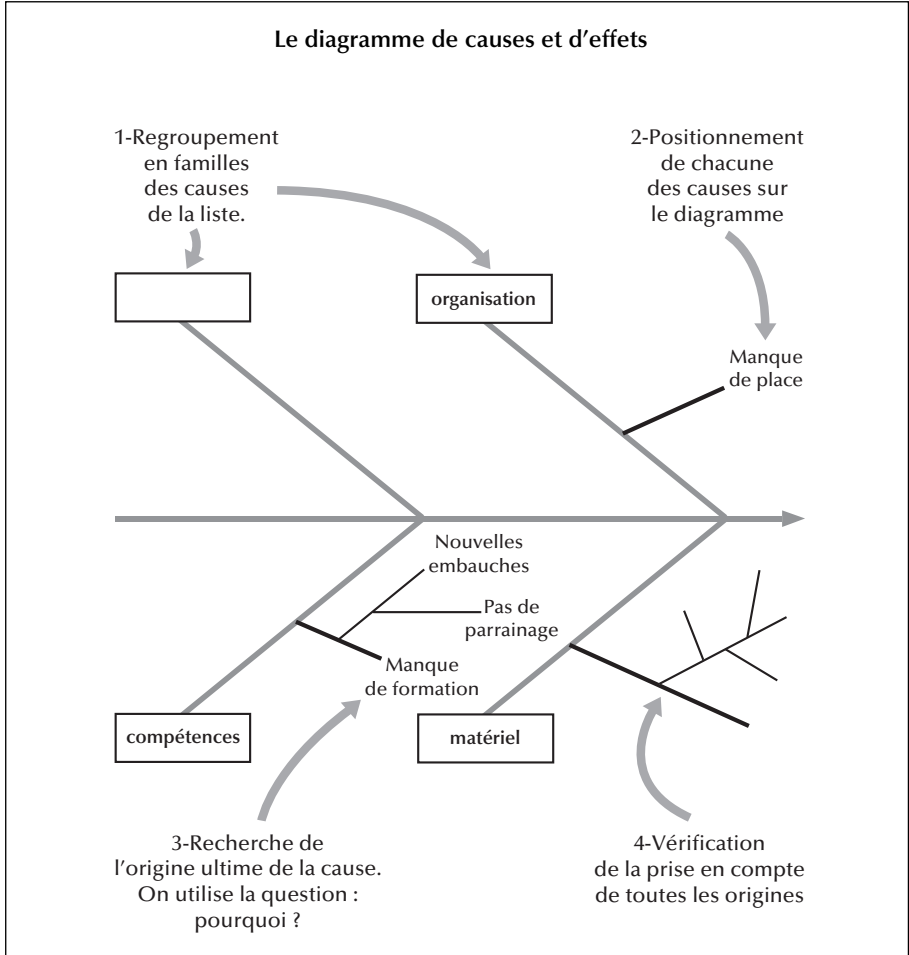 Le diagramme de causes et d'effets
1-Regroupement
en familles
des causes
de la liste.
2-Positionnement
de chacune
des causes sur
le diagramme
organisation
Manque
de place
Nouvelles
embauches
Pas de
parrainage
Manque
de formation
compétences
matériel
3-Recherche de
l'origine ultime de la cause.
On utilise la question :
pourquoi ?
4-Vérification
de la prise en compte
de toutes les origines